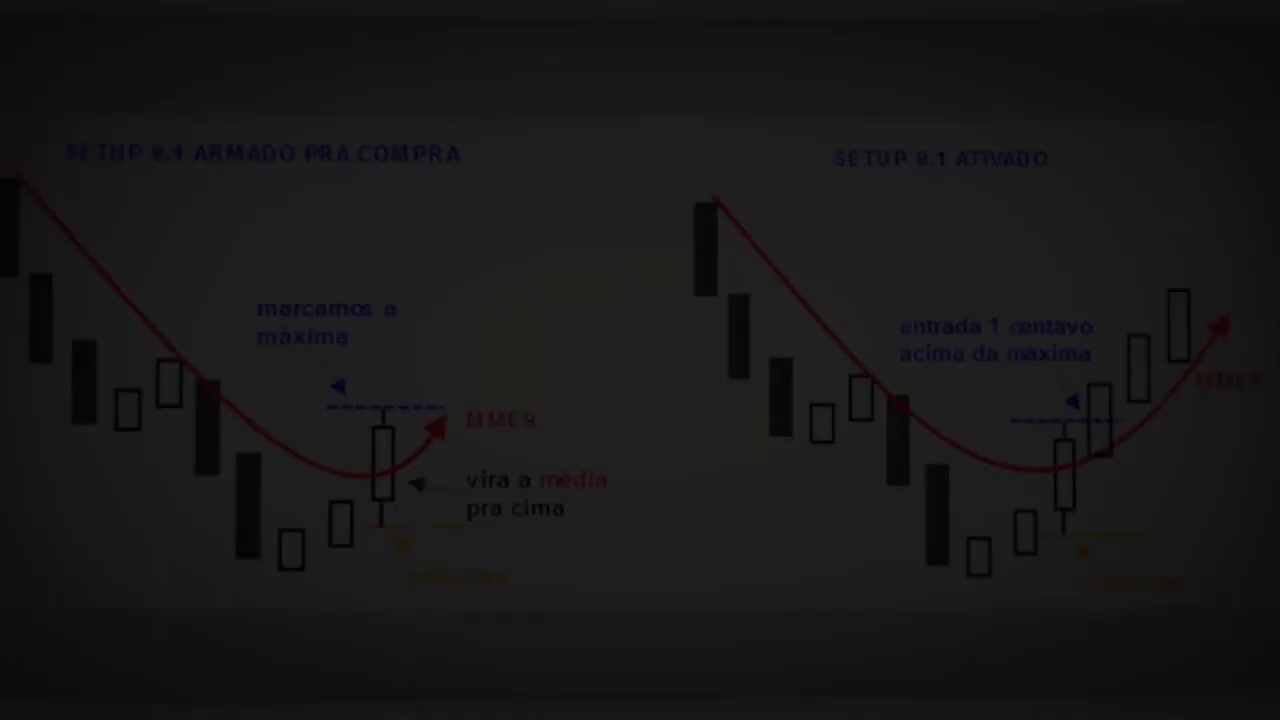 SETUP 9.1 ARMADO PRA COMPRA
marcamos a
máxima
MME9
vira a média
pra cima
SETUP 9.1 ATIVADO
entrada 1 centavo
acima da máxima
MME9